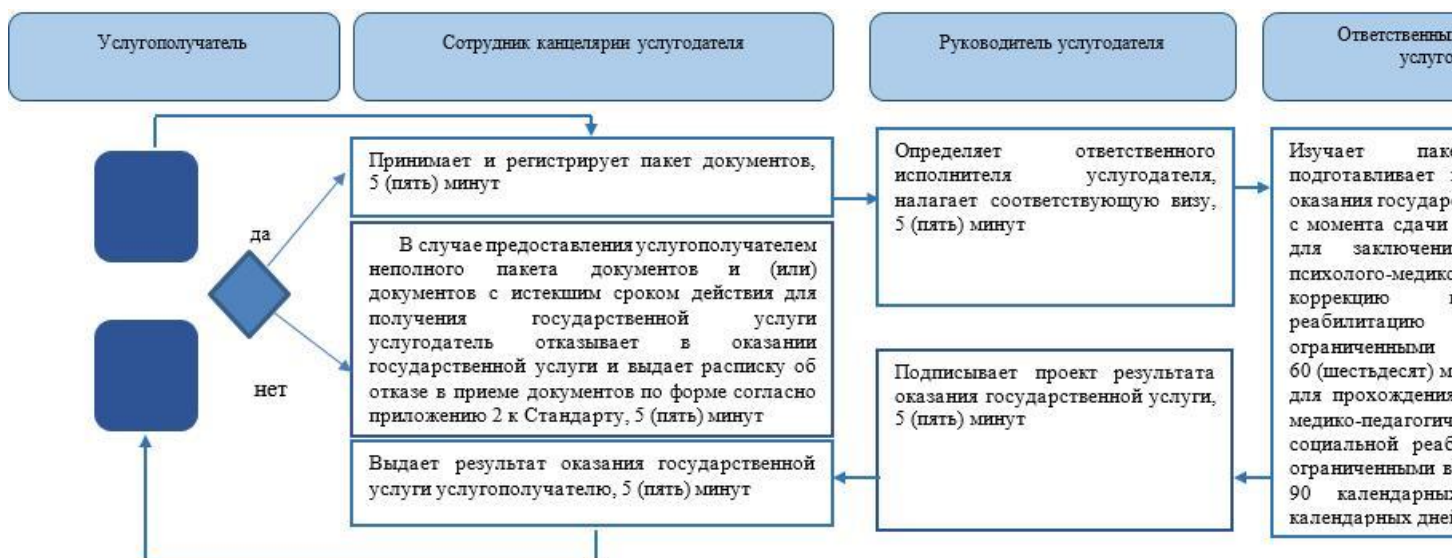 Услугополучатель
Сотрудник канцелярии услугодателя
Руководитель услугодателя
услуго
Принимает и регистрирует пакет документов,
5 (пять) минут
да
нет
В случае предоставления услугополучателем
неполного пакета документов и (или)
документов с истекшим сроком действия для
получения государственной услуги
услугодатель отказывает в оказании
государственной услуги и выдает расписку об
отказе в приеме документов по форме согласно
приложению 2 к Стандарту, 5 (пять) минут
Выдает результат оказания государственной
услуги услугополучателю, 5 (пять) минут
Определяет ответственного
исполнителя услугодателя,
налагает соответствующую визу,
5 (пять) минут
Подписывает проект результата
оказания государственной услуги,
5 (пять) минут
Изучает
подготавливает
оказания государ
с момента сдачи
для заключени
психолого-медико
коррекцию
реабилитацию
ограниченными
60 (шестьдесят) м
для прохождения
медико-педагогич
социальной реаб
ограниченными в
90 календарны
календарных дне